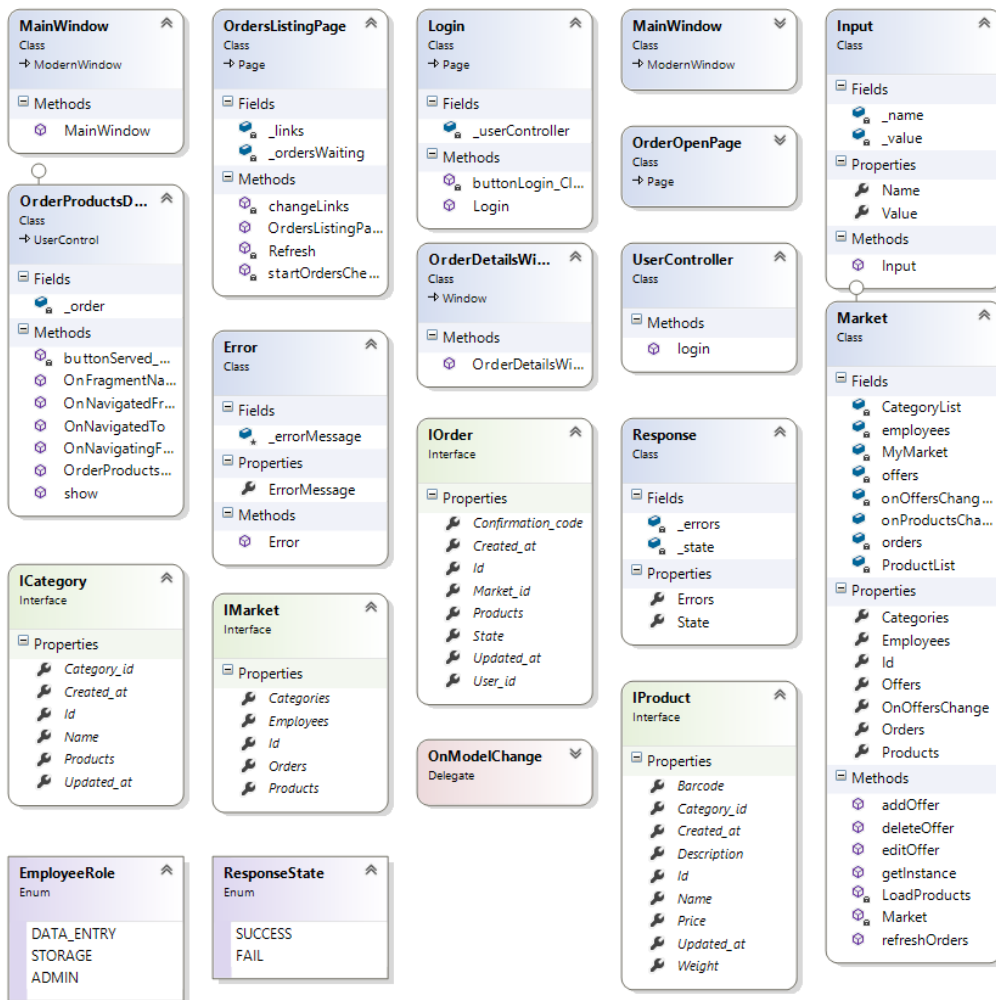 MainWindow
Class
ModernWindow
Methods
MainWindow
OrderProductsD...
Class
UserControl
Fields
_order
Methods
buttonServed_...
OnFragmentNa...
OnNavigatedFr...
OnNavigatedTo
OnNavigatingF...
OrderProducts...
show
ICategory
Interface
Properties
Category_id
Created_at
Id
Name
Products
Updated_at
EmployeeRole
Enum
DATA_ENTRY
STORAGE
ADMIN
OrdersListingPage
Class
Page
Fields
_links
_ordersWaiting
Methods
changeLinks
OrdersListingPa...
Refresh
startOrdersChe...
Error
Class
Fields
_errorMessage
Properties
ErrorMessage
Methods
Error
IMarket
Interface
Properties
Categories
Employees
Id
Orders
Products
ResponseState
Enum
SUCCESS
FAIL
Login
Class
Page
Fields
_userController
Methods
buttonLogin_Cl...
Login
OrderDetailsWi...
Class
Window
Methods
OrderDetailsWi...
IOrder
Interface
Properties
Confirmation_code
Created_at
Id
Market_id
Products
State
Updated_at
User_id
OnModelChange
Delegate
MainWindow
Class
ModernWindow
OrderOpenPage
Class
Page
UserController
Class
Methods
login
Response
Class
Fields
_errors
_state
Properties
Errors
State
IProduct
Interface
Properties
Barcode
Category_id
Created_at
Description
Id
Name
Price
Updated_at
Weight
Input
Class
Fields
_name
_value
Properties
Name
Value
Methods
Input
Market
Class
Fields
CategoryList
employees
MyMarket
offers
onOffersChang...
onProductsCha...
orders
ProductList
Properties
Categories
Employees
Id
Offers
OnOffersChange
Orders
Products
Methods
addOffer
deleteOffer
editOffer
getInstance
LoadProducts
Market
refreshOrders